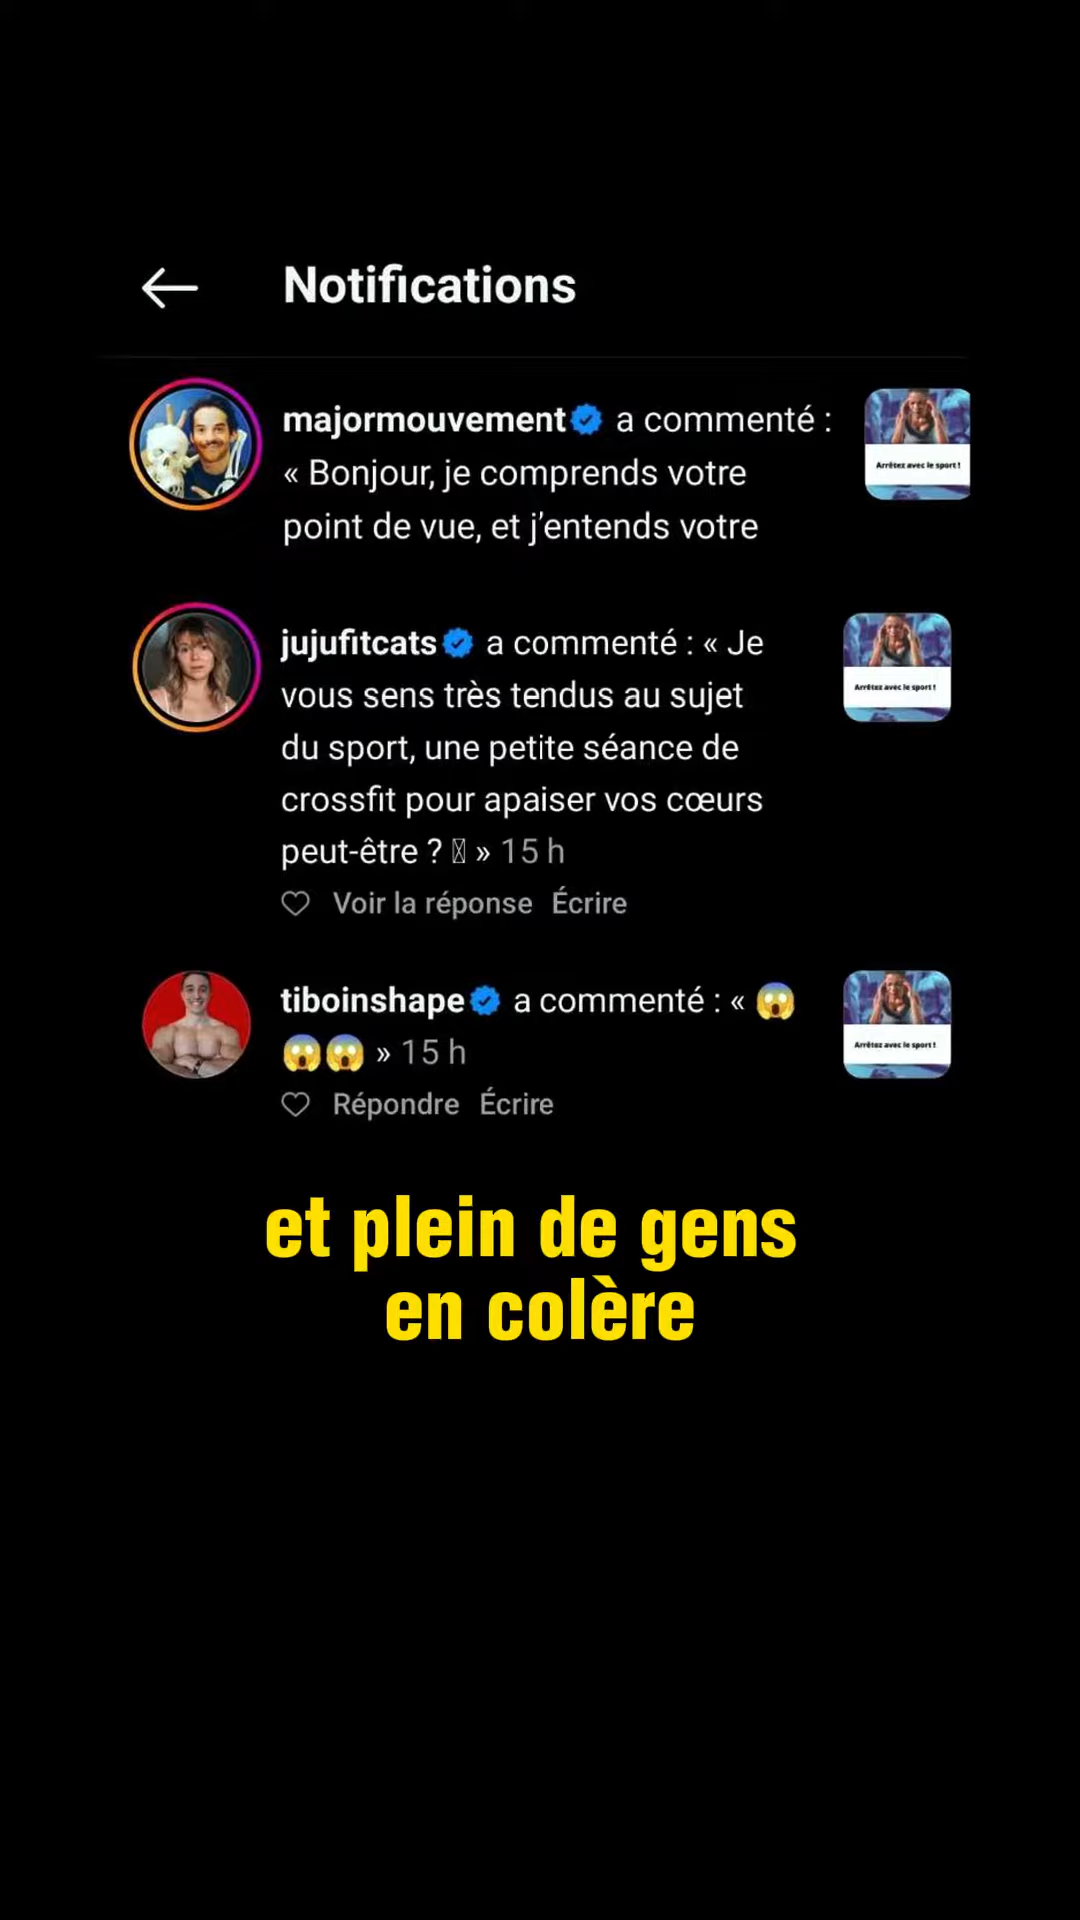 Notifications
majormouvement a commenté :
« Bonjour, je comprends votre
point de vue, et j'entends votre
Arrêtez avec le sport !
jujufitcats a commenté : « Je
vous sens très tendus au sujet
du sport, une petite séance de
crossfit pour apaiser vos cœurs
peut-être ? » 15 h
Voir la réponse Écrire
Arrêtez avec le sport !
tiboinshape a commenté : « 😱
😱😱 » 15 h
Répondre Écrire
Arrêtez avec le sport !
et plein de gens
en colère